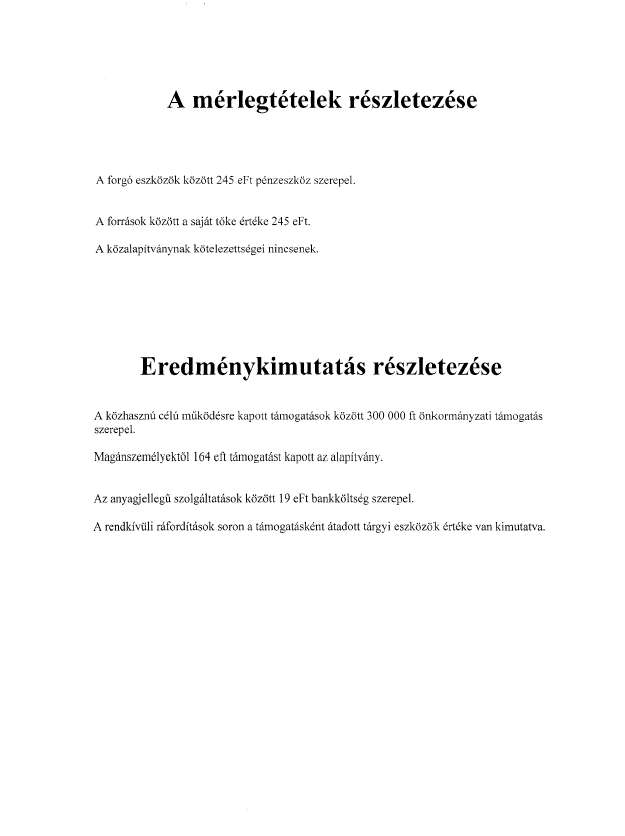 A mérlegtételek részletezése
A forgó eszközök között 245 eFt pénzeszköz szerepel.
A források között a saját tőke értéke 245 eFt.
A közalapítványnak kötelezettségei nincsenek.
Eredménykimutatás részletezése
A közhasznú célú működésre kapott támogatások között 300 000 ft önkormányzati támogatás
szerepel.
Magánszemélyektől 164 eft támogatást kapott az alapítvány.
Az anyagjellegű szolgáltatások között 19 eFt bankköltség szerepel.
A rendkívüli ráfordítások soron a támogatásként átadott tárgyi eszközök értéke van kimutatva.